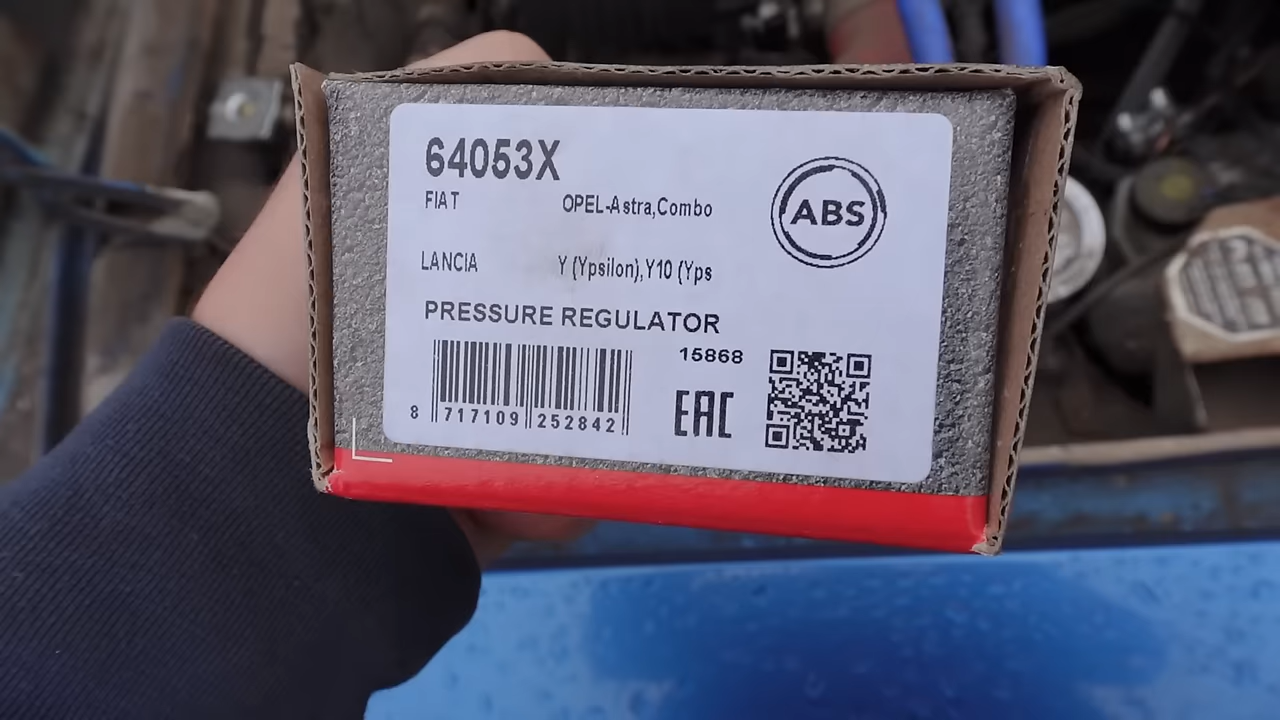 64053X
FIAT OPEL-Astra,Combo
ABS
LANCIA Y (Ypsilon),Y10 (Yps
PRESSURE REGULATOR
15868
EAC
8 717109 252842